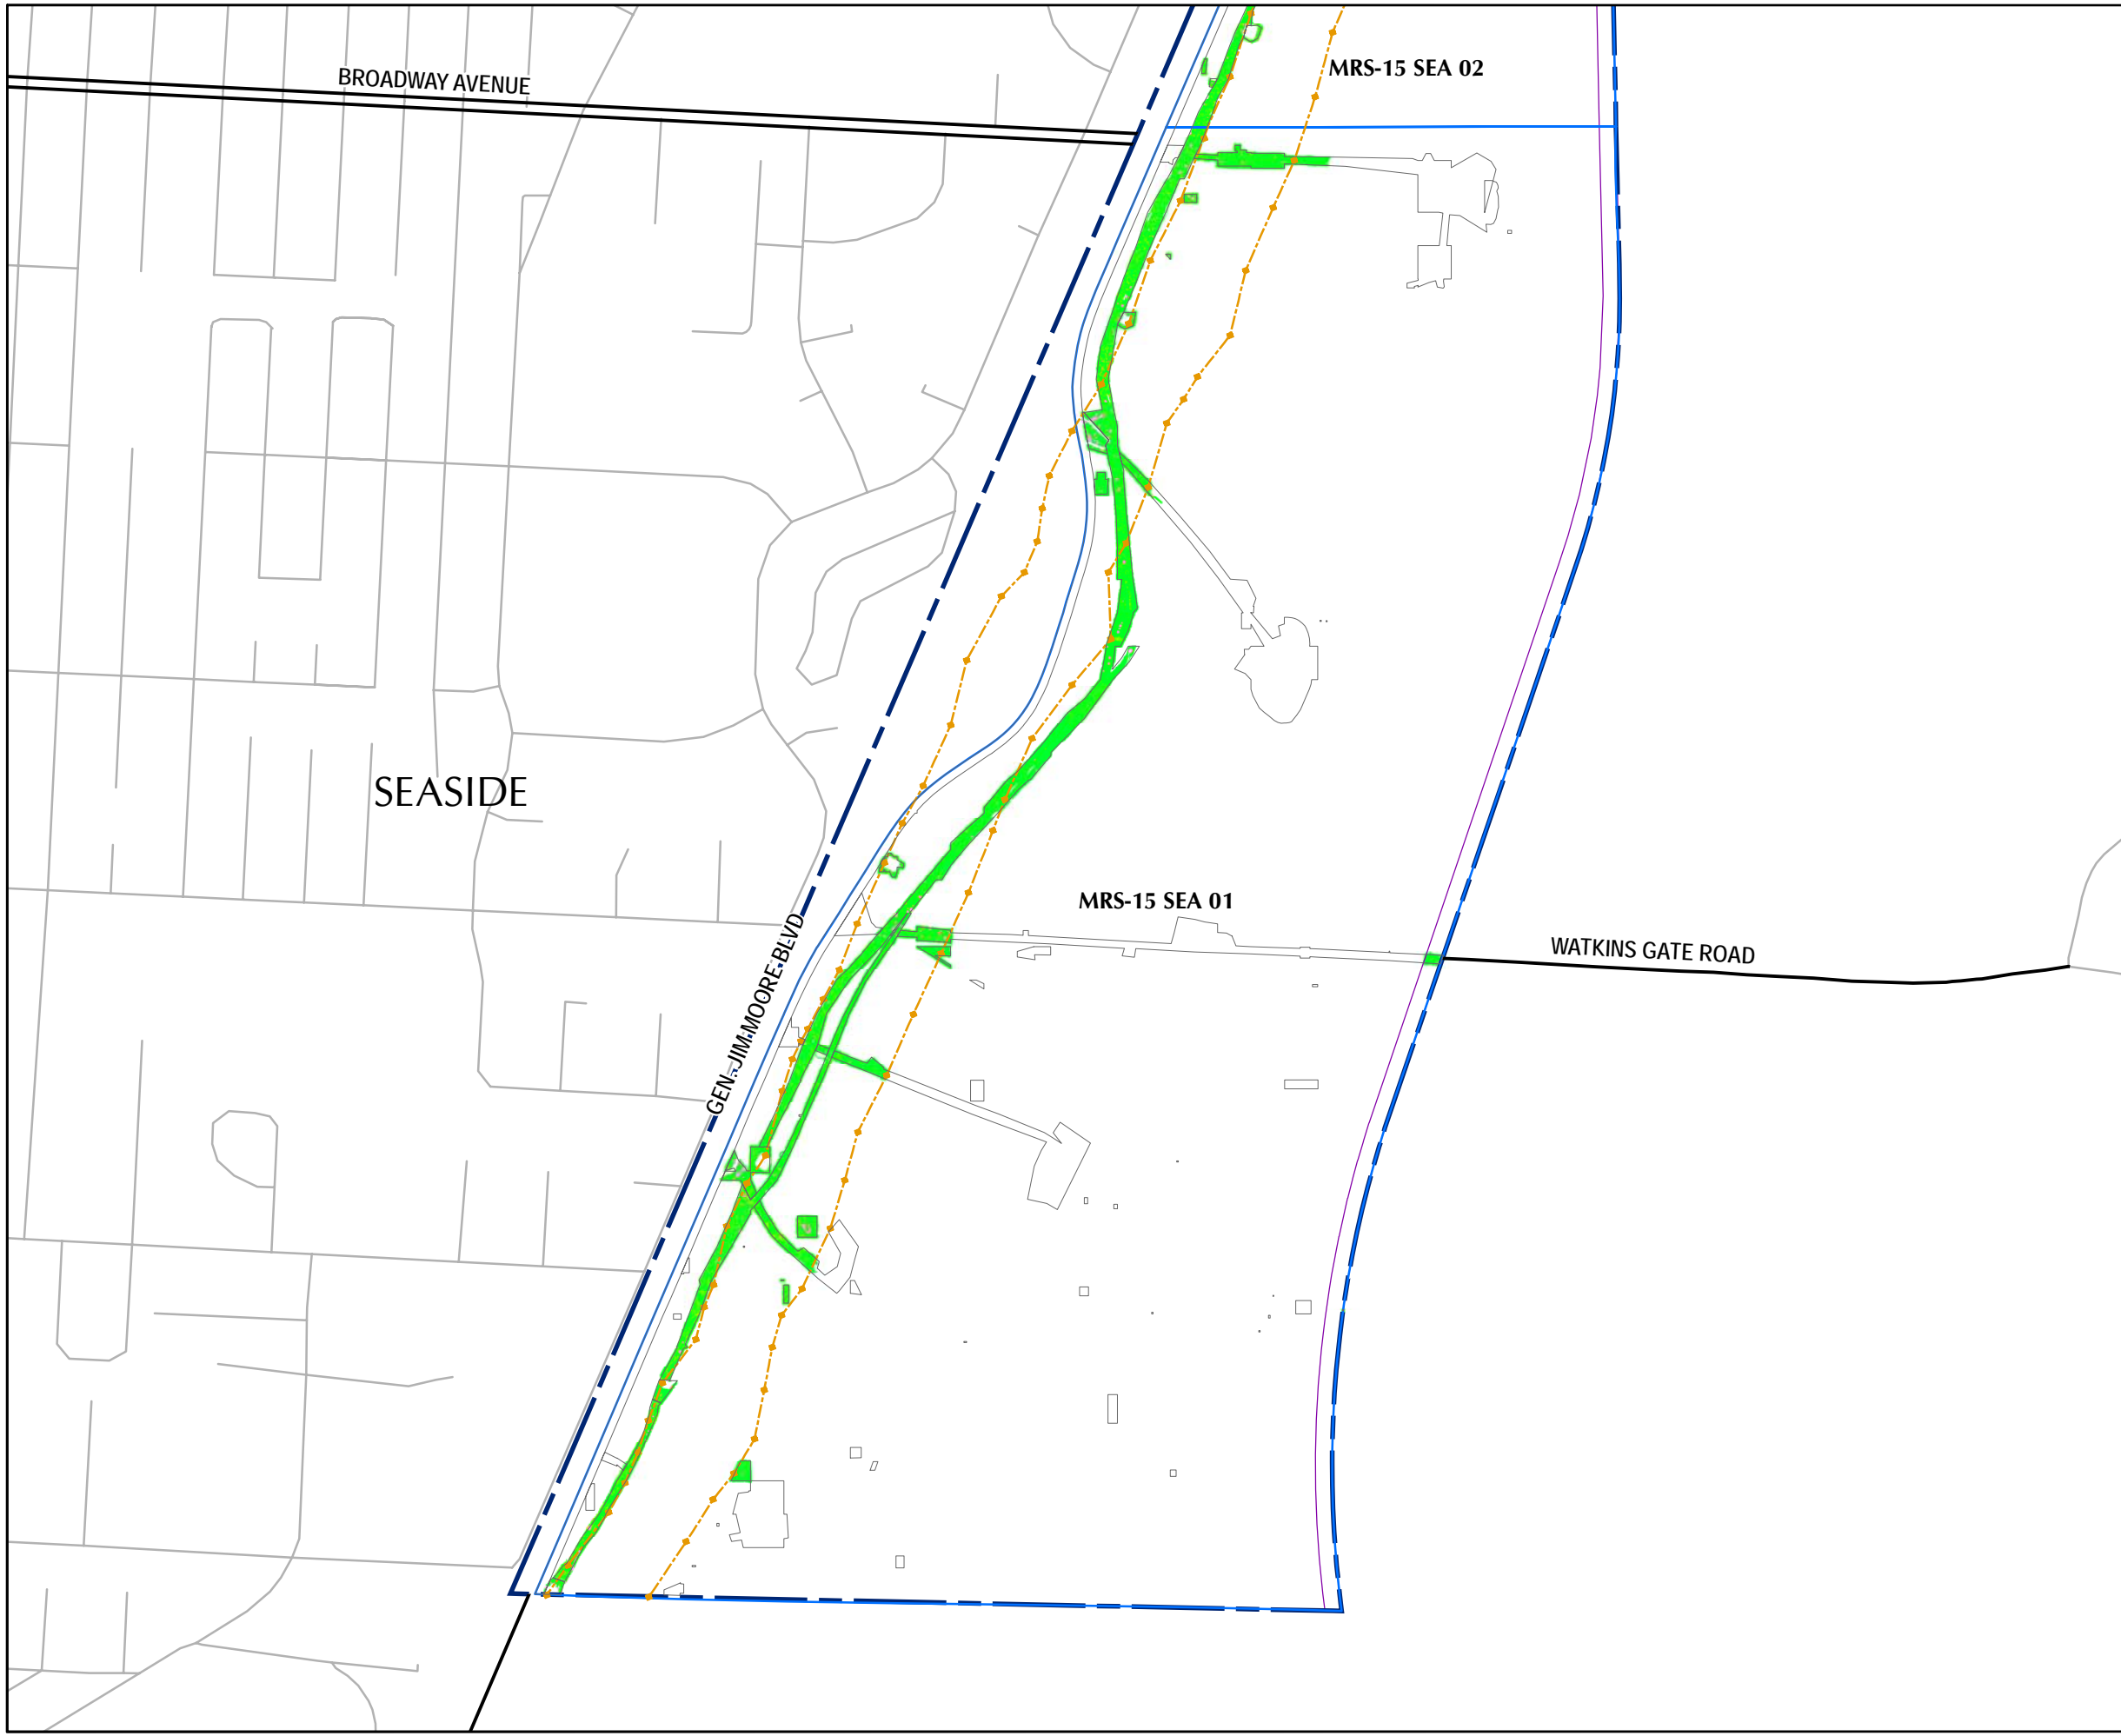 MRS-15 SEA 02
BROADWAY AVENUE
SEASIDE
MRS-15 SEA 01
WATKINS GATE ROAD
GEN. JIM MOORE BLVD